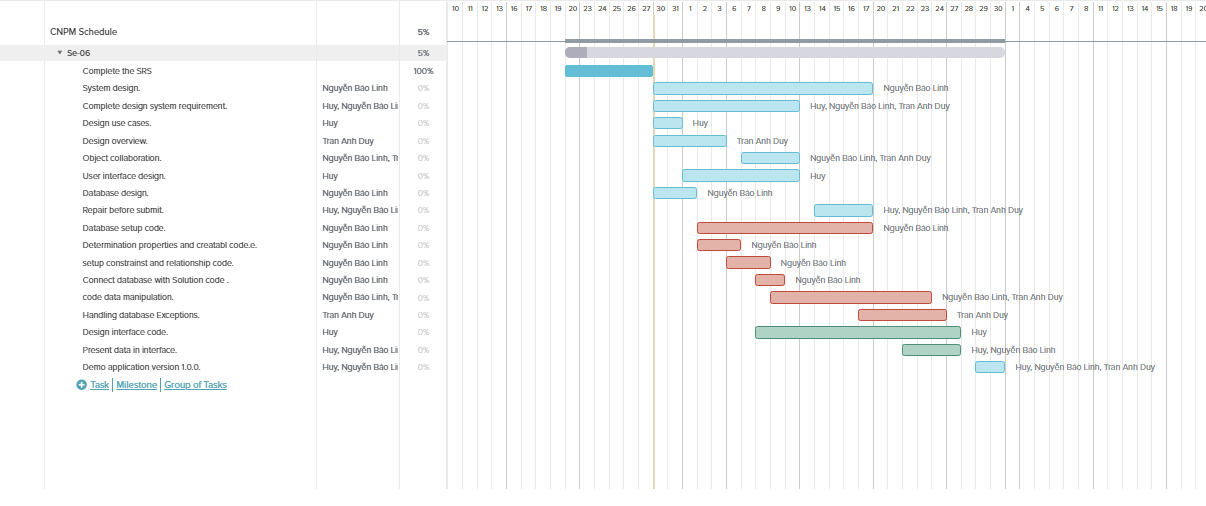 10 11 12 13 16 17 18 19 20 23 24 25 26 27 30 31 1 2 3 6 7 8 9 10 13 14 15 16 17 20 21 22 23 24 27 28 29 30 1 4 5 6 7 8 11 12 13 14 15 18 19 20
CNPM Schedule 5%
Se-06 5%
Complete the SRS 100%
System design. Nguyễn Bảo Linh 0% Nguyễn Bảo Linh
Complete design system requirement. Huy, Nguyễn Bảo Li 0% Huy, Nguyễn Bảo Linh, Tran Anh Duy
Design use cases. Huy 0% Huy
Design overview. Tran Anh Duy 0% Tran Anh Duy
Object collaboration. Nguyễn Bảo Linh, Tr 0% Nguyễn Bảo Linh, Tran Anh Duy
User interface design. Huy 0% Huy
Database design. Nguyễn Bảo Linh 0% Nguyễn Bảo Linh
Repair before submit. Huy, Nguyễn Bảo Li 0% Huy, Nguyễn Bảo Linh, Tran Anh Duy
Database setup code. Nguyễn Bảo Linh 0% Nguyễn Bảo Linh
Determination properties and creatabl code.e. Nguyễn Bảo Linh 0% Nguyễn Bảo Linh
setup constrainst and relationship code. Nguyễn Bảo Linh 0% Nguyễn Bảo Linh
Connect database with Solution code . Nguyễn Bảo Linh 0% Nguyễn Bảo Linh
code data manipulation. Nguyễn Bảo Linh, Tr 0% Nguyễn Bảo Linh, Tran Anh Duy
Handling database Exceptions. Tran Anh Duy 0% Tran Anh Duy
Design interface code. Huy 0% Huy
Present data in interface. Huy, Nguyễn Bảo Li 0% Huy, Nguyễn Bảo Linh
Demo application version 1.0.0. Huy, Nguyễn Bảo Li 0% Huy, Nguyễn Bảo Linh, Tran Anh Duy
Task | Milestone | Group of Tasks